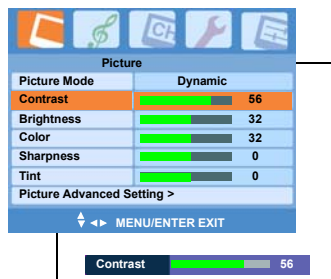 CH
Picture
Picture Mode Dynamic
Contrast 56
Brightness 32
Color 32
Sharpness 0
Tint 0
Picture Advanced Setting >
MENU/ENTER EXIT
Contrast 56